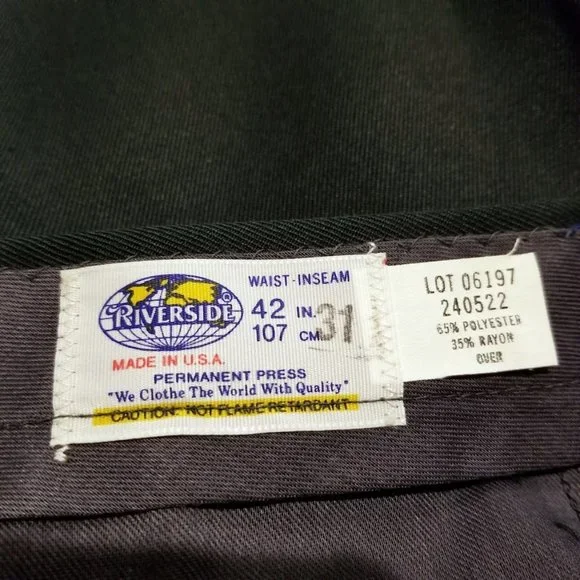 RIVERSIDE®
MADE IN U.S.A.
WAIST-INSEAM
42 IN. 31
107 CM.
PERMANENT PRESS
"We Clothe The World With Quality"
CAUTION: NOT FLAME RETARDANT
LOT 06197
240522
65% POLYESTER
35% RAYON
OVER